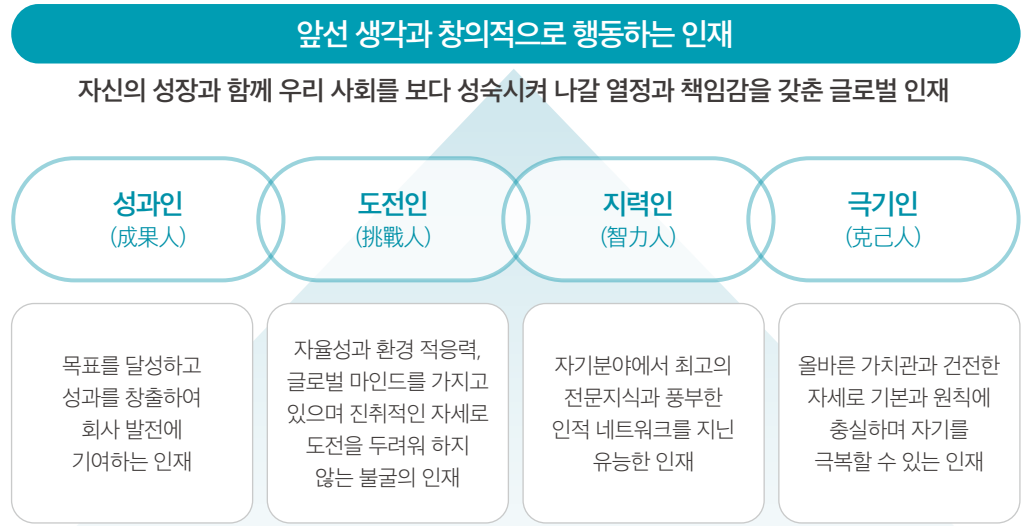 앞선 생각과 창의적으로 행동하는 인재
자신의 성장과 함께 우리 사회를 보다 성숙시켜 나갈 열정과 책임감을 갖춘 글로벌 인재
성과인
(成果人)
도전인
(挑戰人)
지력인
(智力人)
극기인
(克己人)
목표를 달성하고
성과를 창출하여
회사 발전에
기여하는 인재
자율성과 환경 적응력,
글로벌 마인드를 가지고
있으며 진취적인 자세로
도전을 두려워 하지
않는 불굴의 인재
자기분야에서 최고의
전문지식과 풍부한
인적 네트워크를 지닌
유능한 인재
올바른 가치관과 건전한
자세로 기본과 원칙에
충실하며 자기를
극복할 수 있는 인재